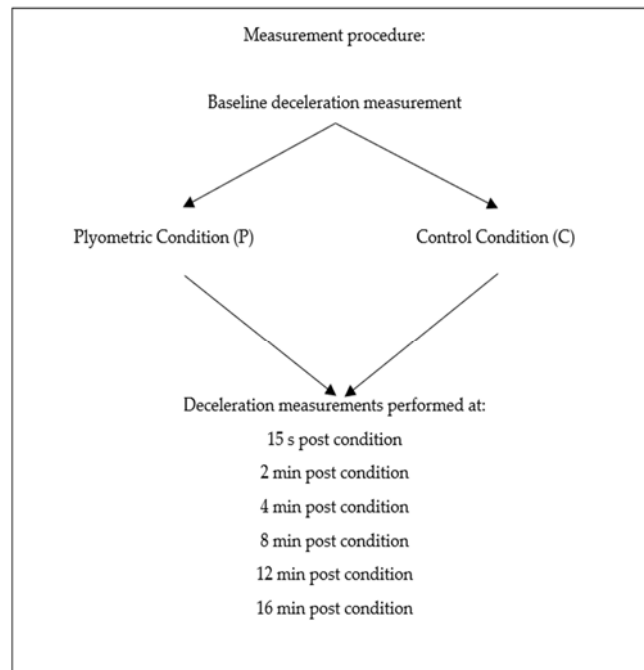 Measurement procedure:
Baseline deceleration measurement
Plyometric Condition (P)
Control Condition (C)
Deceleration measurements performed at:
15 s post condition
2 min post condition
4 min post condition
8 min post condition
12 min post condition
16 min post condition